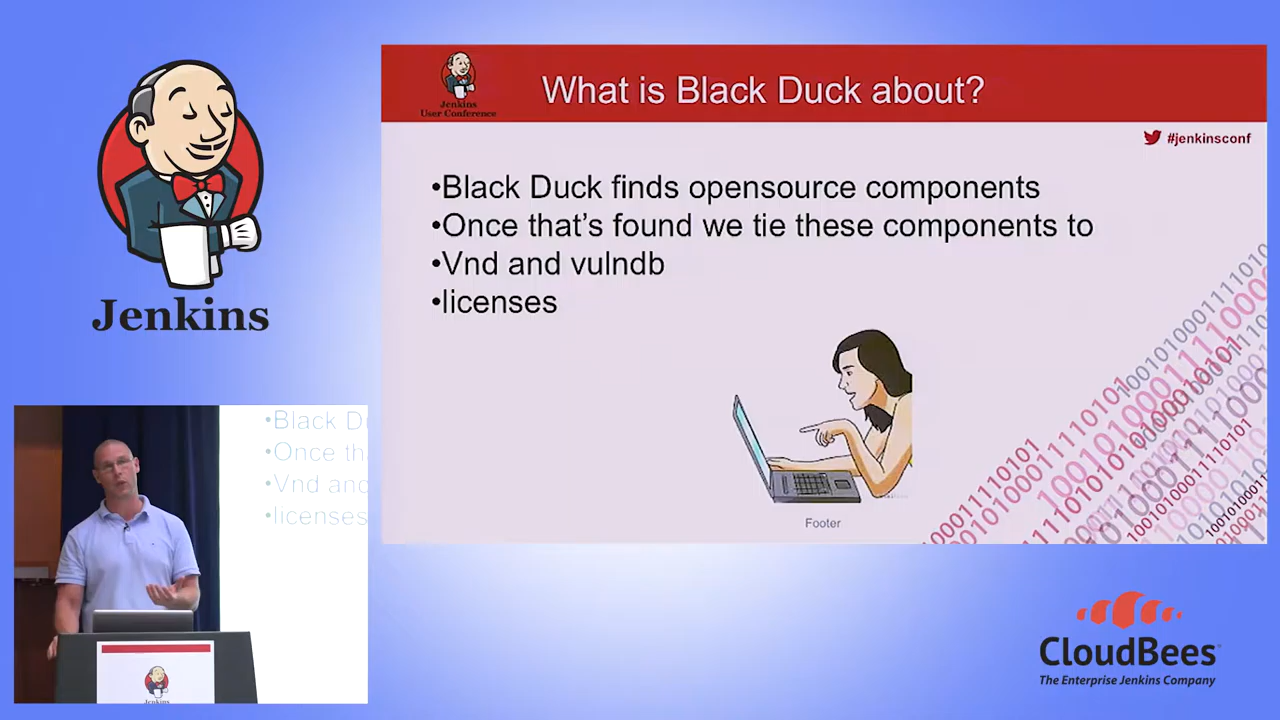 What is Black Duck about?
Jenkins
User Conference
#jenkinsconf
•Black Duck finds opensource components
•Once that's found we tie these components to
•Vnd and vulndb
•licenses
Footer
Jenkins
•Black D
•Once th
•Vnd and
•licenses
Jenkins
CloudBees
The Enterprise Jenkins Company